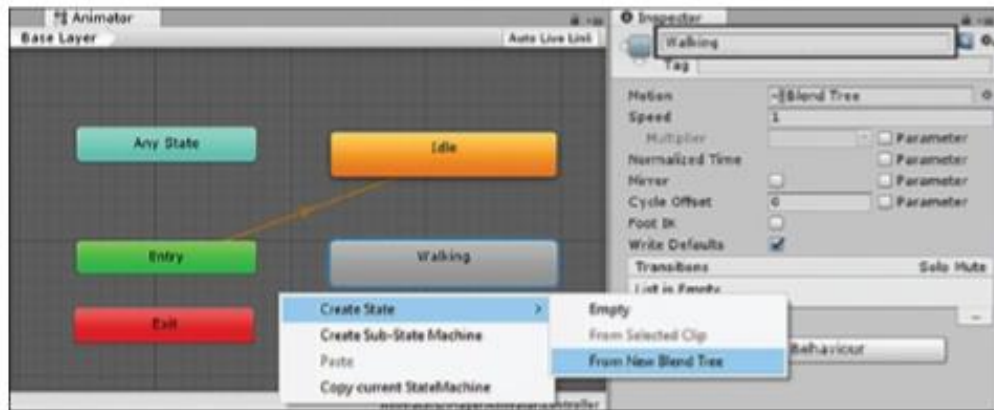 Animator
Base Layer
Auto Live Link
Any State
Idle
Entry
Walking
Exit
Create State
Create Sub-State Machine
Paste
Copy current StateMachine
Empty
From Selected Clip
From New Blend Tree
Inspector
Walking
Tag
Motion
Blend Tree
Speed
1
Multiplier
Parameter
Normalized Time
Parameter
Mirror
Parameter
Cycle Offset
0
Parameter
Foot IK
Write Defaults
Transitions
Solo Mute
List is Empty
Behaviour